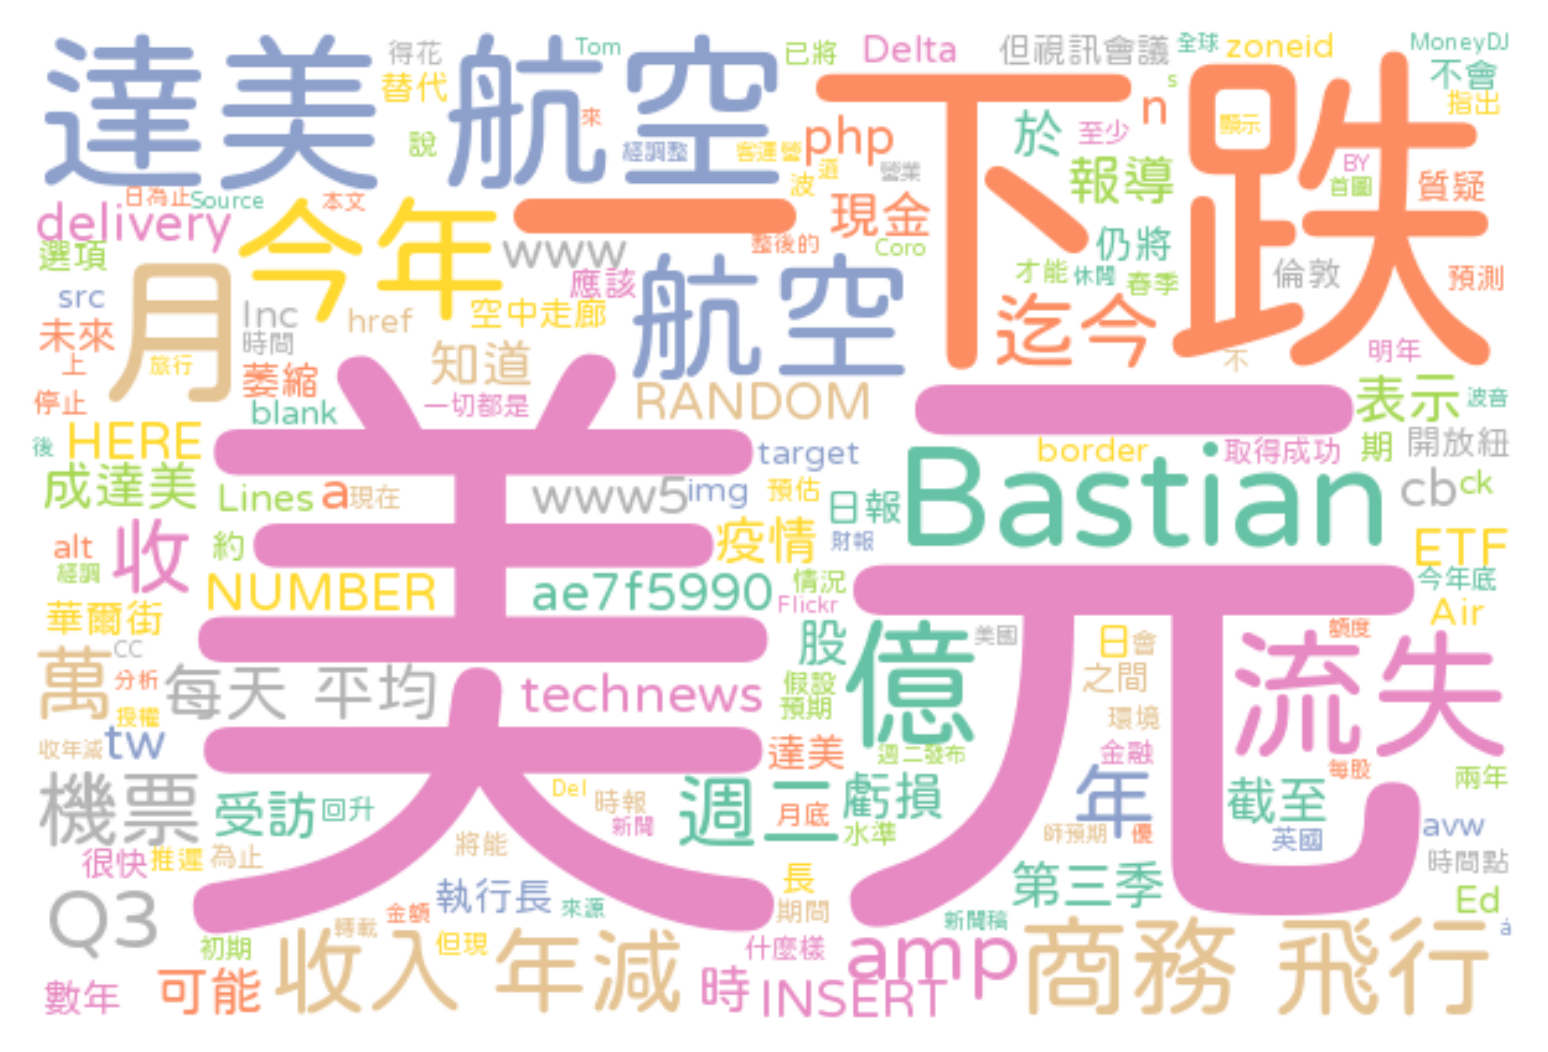 達美 航空 下跌
得花 Tom 已將 Delta 但視訊會議 全球 zoneid MoneyDJ
替代 來 php n s 不會 指出
說 經調整 客運營 波 營業 於 至少 顯示 BY 首圖 質疑
日為止 Source 本文 報導
delivery 今年 一 www 整後的 現金 Coro 仍將
選項 應該 航空 才能 休閒 春季 倫敦 預測
src 月 Inc href 空中走廊 迄今
未來 時間 知道 不 明年
上 旅行 萎縮 RANDOM 一 表示 波音
停止 blank 一切都是
後 HERE 美元 target border 取得成功 期 開放紐
成達美 Lines a 現在 www5 img 預估 日報 Bastian cb ck
alt 收 約 疫情 財報 ETF
經調 NUMBER ae7f5990 情況 Flickr 今年底
華爾街 股 億 美國 日 會 額度 Air
萬 cc 分析 每天 平均 technews 假設 預期 之間 流失
授權 環境
收年減 tw 達美 週二發布 金融 每股 兩年
機票 受訪 回升 Del 時報 新聞 週二 月底 虧損 水準 年 截至
很快 推遲 為止 將能 師預期 優 英國 avw 時間點
Q3 執行長 來源 長 期間 第三季 Ed
初期 轉載 金額 但現 什麼樣 新聞稿 á
數年 可能 收入 年減 時 INSERT amp 商務 飛行